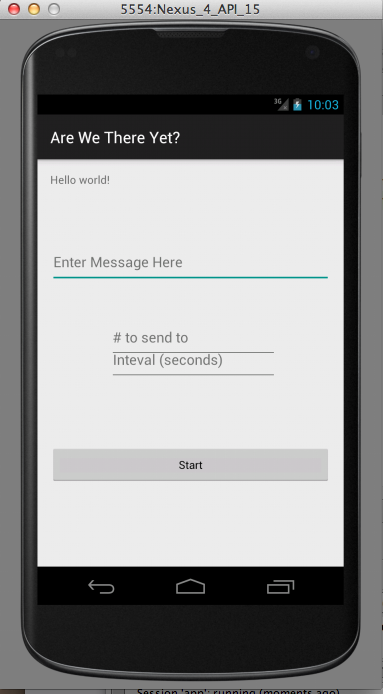 5554:Nexus_4_API_15
3G 10:03
Are We There Yet?
Hello world!
Enter Message Here
# to send to
Inteval (seconds)
Start
Session 'app': running (moments ago)